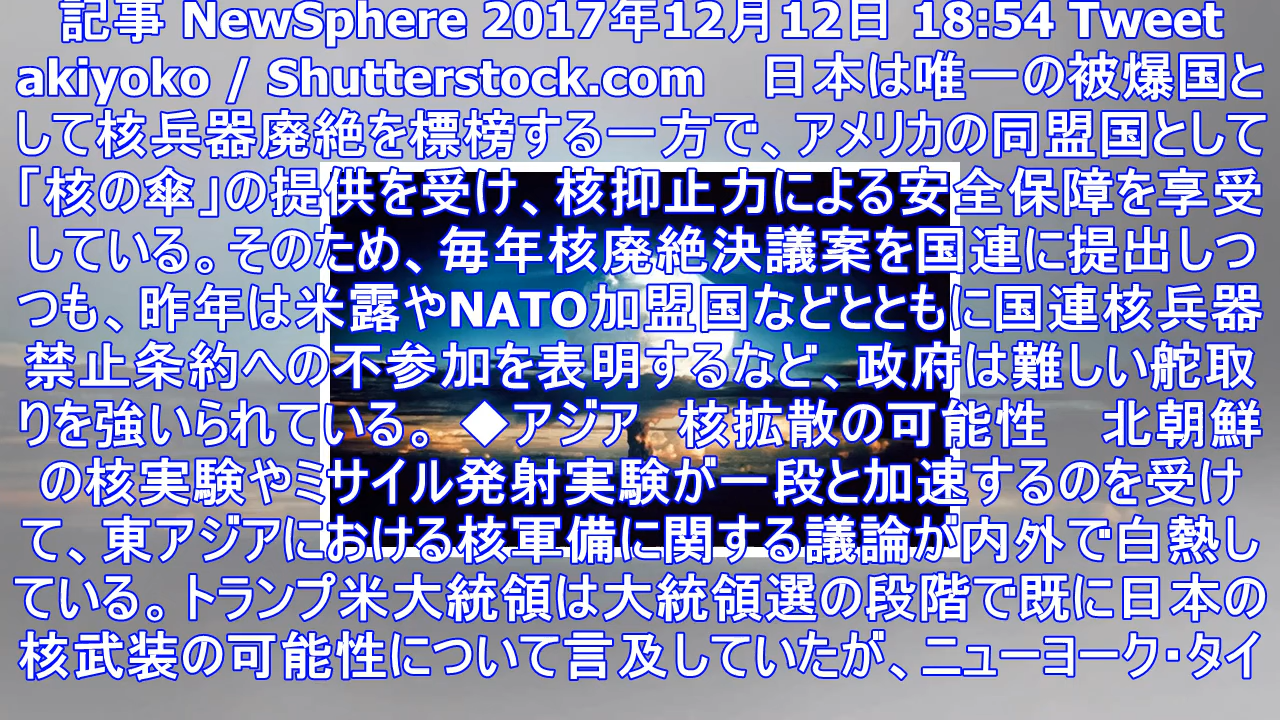 記事 NewSphere 2017年12月12日 18:54 Tweet
akiyoko / Shutterstock.com　日本は唯一の被爆国と
して核兵器廃絶を標榜する一方で、アメリカの同盟国として
「核の傘」の提供を受け、核抑止力による安全保障を享受
している。そのため、毎年核廃絶決議案を国連に提出しつ
つも、昨年は米露やNATO加盟国などとともに国連核兵器
禁止条約への不参加を表明するなど、政府は難しい舵取
りを強いられている。 ◆アジア　核拡散の可能性　北朝鮮
の核実験やミサイル発射実験が一段と加速するのを受け
て、東アジアにおける核軍備に関する議論が内外で白熱し
ている。トランプ米大統領は大統領選の段階で既に日本の
核武装の可能性について言及していたが、ニューヨーク・タイ